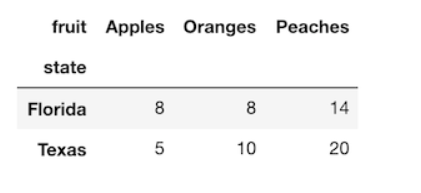 fruit Apples Oranges Peaches
state
Florida 8 8 14
Texas 5 10 20